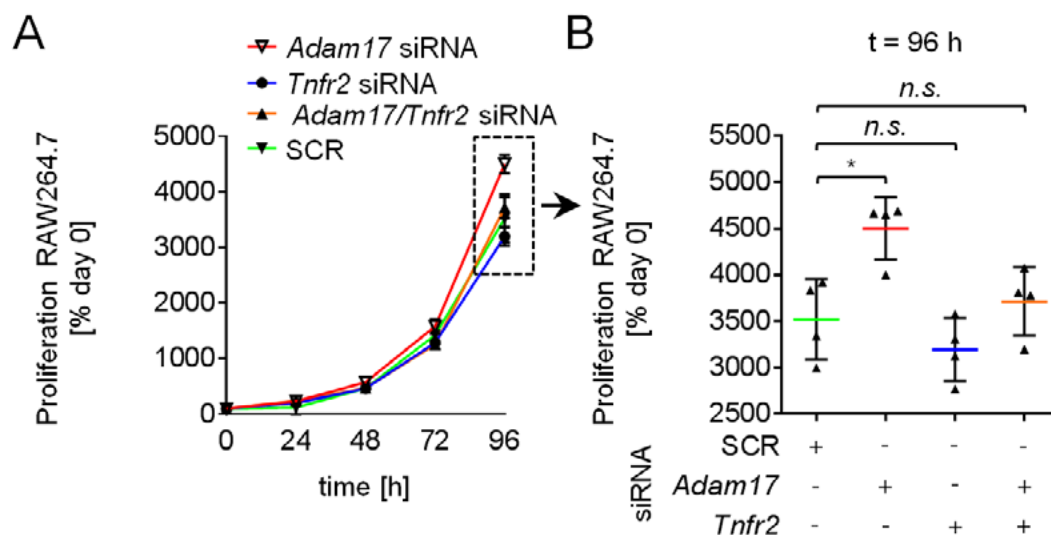 A
Adam17 siRNA
Tnfr2 siRNA
Adam17/Tnfr2 siRNA
SCR
Proliferation RAW264.7
[% day 0]
5000
4000
3000
2000
1000
0
0 24 48 72 96
time [h]
B
t = 96 h
n.s.
n.s.
*
Proliferation RAW264.7
[% day 0]
5500
5000
4500
4000
3500
3000
2500
siRNA
SCR + - - -
Adam17 - + - +
Tnfr2 - - + +